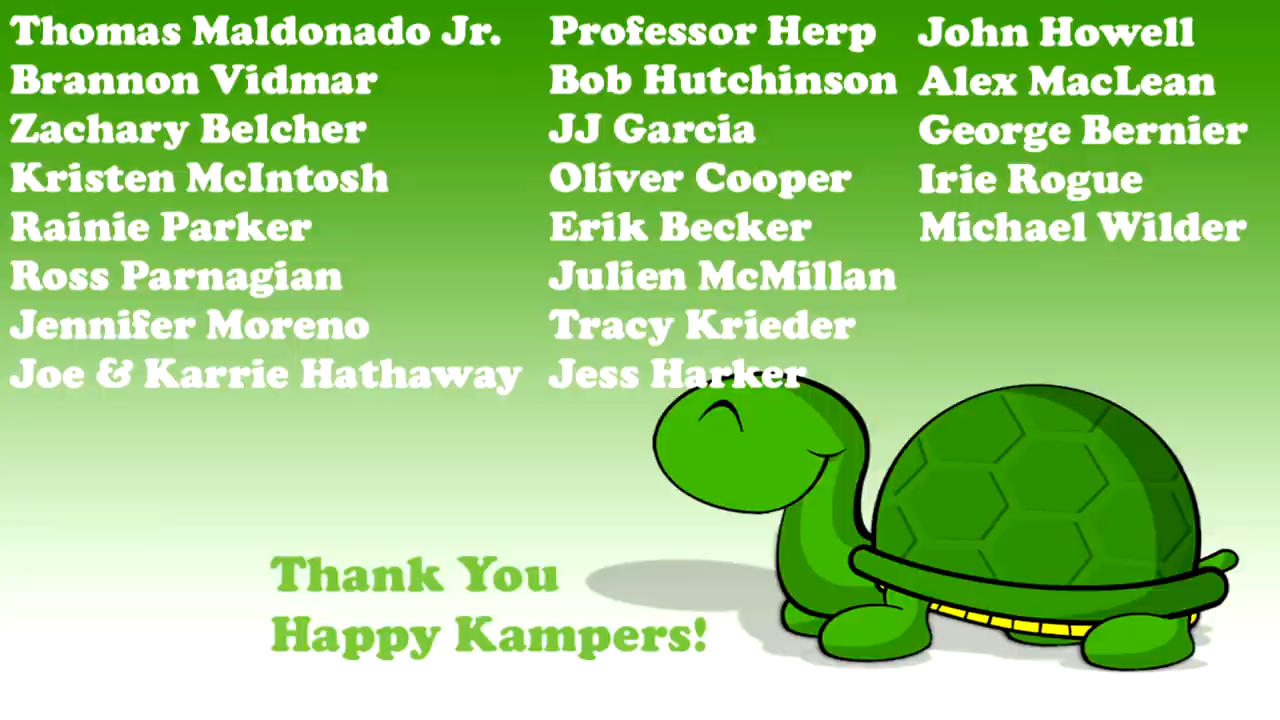 Thomas Maldonado Jr.
Brannon Vidmar
Zachary Belcher
Kristen McIntosh
Rainie Parker
Ross Parnagian
Jennifer Moreno
Joe & Karrie Hathaway
Professor Herp
Bob Hutchinson
JJ Garcia
Oliver Cooper
Erik Becker
Julien McMillan
Tracy Krieder
Jess Harker
John Howell
Alex MacLean
George Bernier
Irie Rogue
Michael Wilder
Thank You
Happy Kampers!